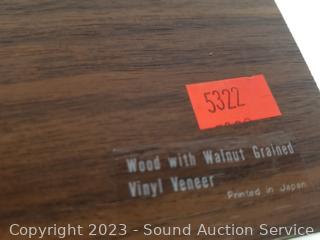 5322
Wood with Walnut Grained
Vinyl Veneer
Printed in Japan
Copyright 2023 - Sound Auction Service